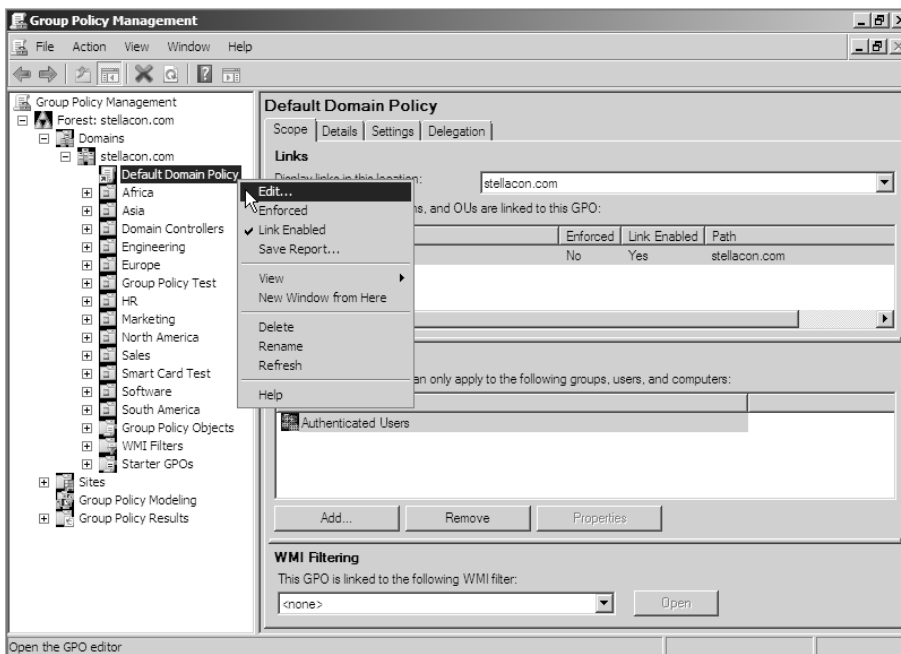 Group Policy Management
File Action View Window Help
Group Policy Management
Forest: stellacon.com
Domains
stellacon.com
Default Domain Policy
Africa
Asia
Domain Controllers
Engineering
Europe
Group Policy Test
HR
Marketing
North America
Sales
Smart Card Test
Software
South America
Group Policy Objects
WMI Filters
Starter GPOs
Sites
Group Policy Modeling
Group Policy Results
Edit...
Enforced
Link Enabled
Save Report...
View
New Window from Here
Delete
Rename
Refresh
Help
Default Domain Policy
Scope Details Settings Delegation
Links
Display links in this location: stellacon.com
and OUs are linked to this GPO:
Enforced Link Enabled Path
No Yes stellacon.com
an only apply to the following groups, users, and computers:
Authenticated Users
Add... Remove Properties
WMI Filtering
This GPO is linked to the following WMI filter:
<none> Open
Open the GPO editor